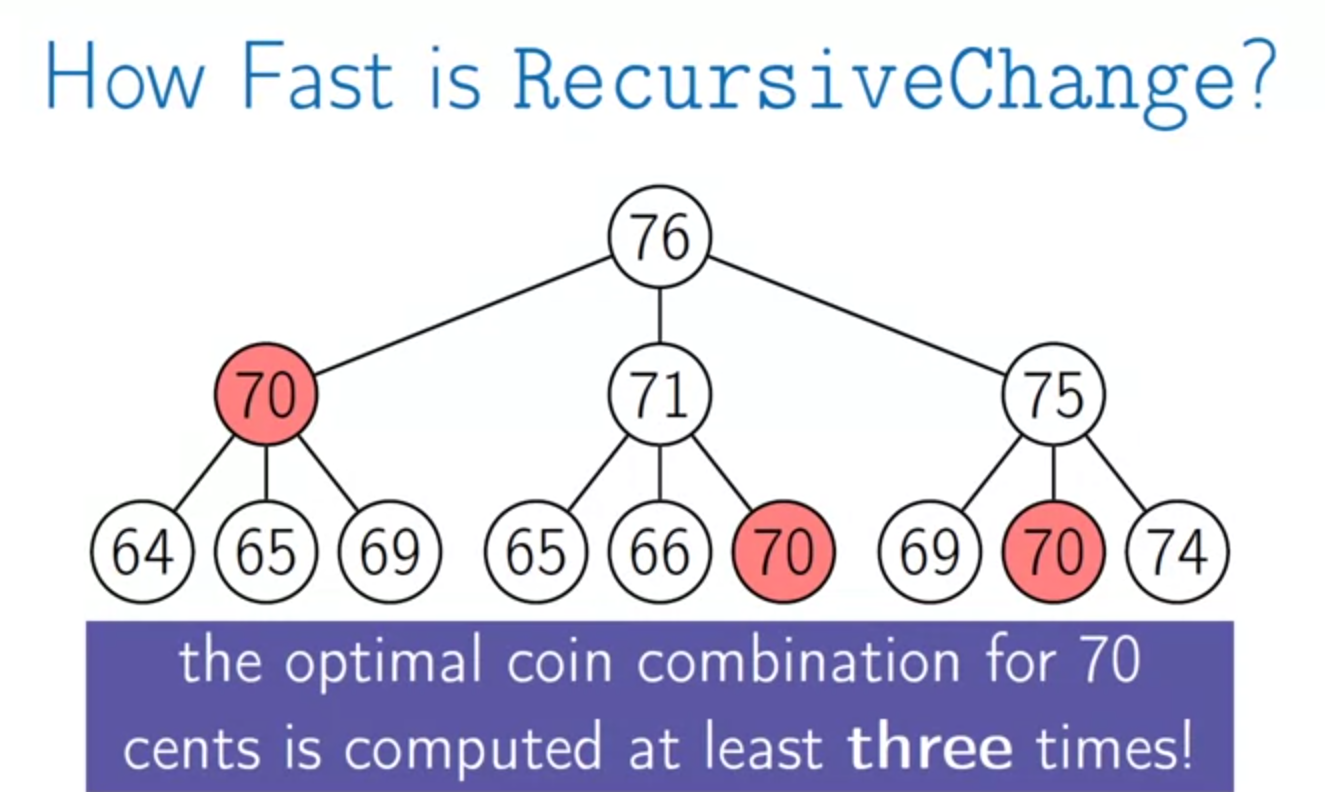 How Fast is RecursiveChange?
76
70 71 75
64 65 69 65 66 70 69 70 74
the optimal coin combination for 70
cents is computed at least three times!